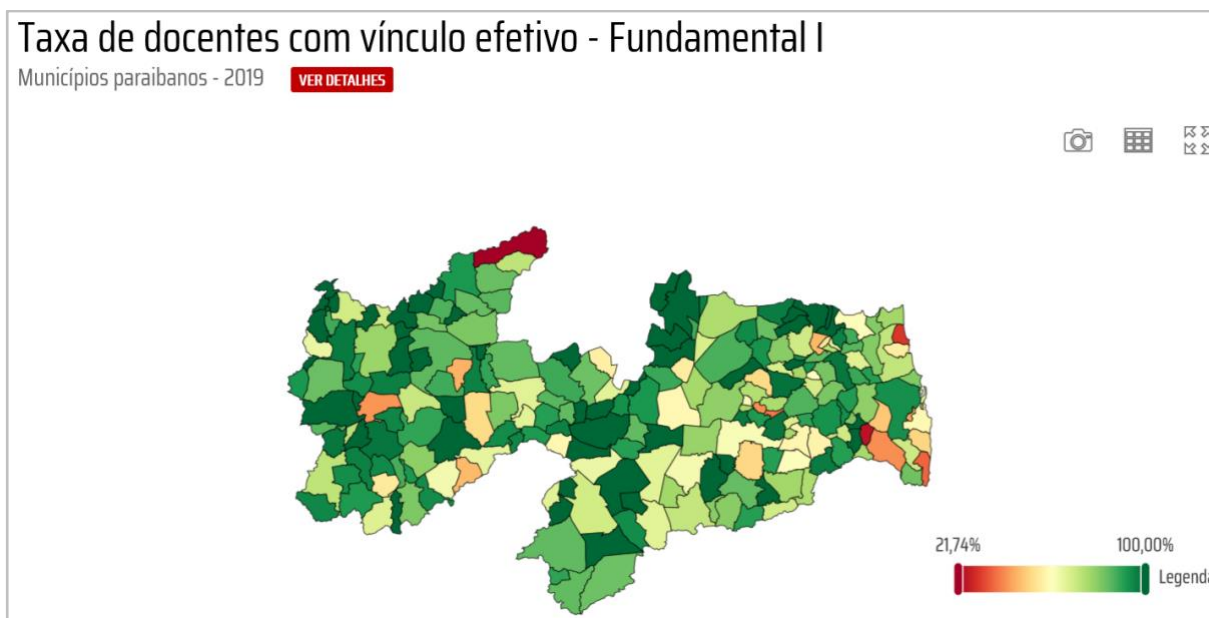 Taxa de docentes com vínculo efetivo - Fundamental I
Municípios paraibanos - 2019 VER DETALHES
21,74% 100,00%
Legenda